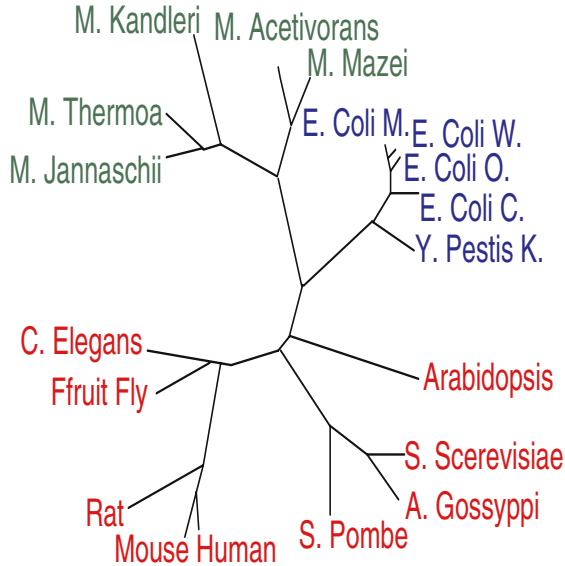 M. Kandleri
M. Acetivorans
M. Mazei
M. Thermoa
E. Coli M.
E. Coli W.
E. Coli O.
M. Jannaschii
E. Coli C.
Y. Pestis K.
C. Elegans
Ffruit Fly
Arabidopsis
S. Scerevisiae
Rat
A. Gossyppi
S. Pombe
Mouse Human